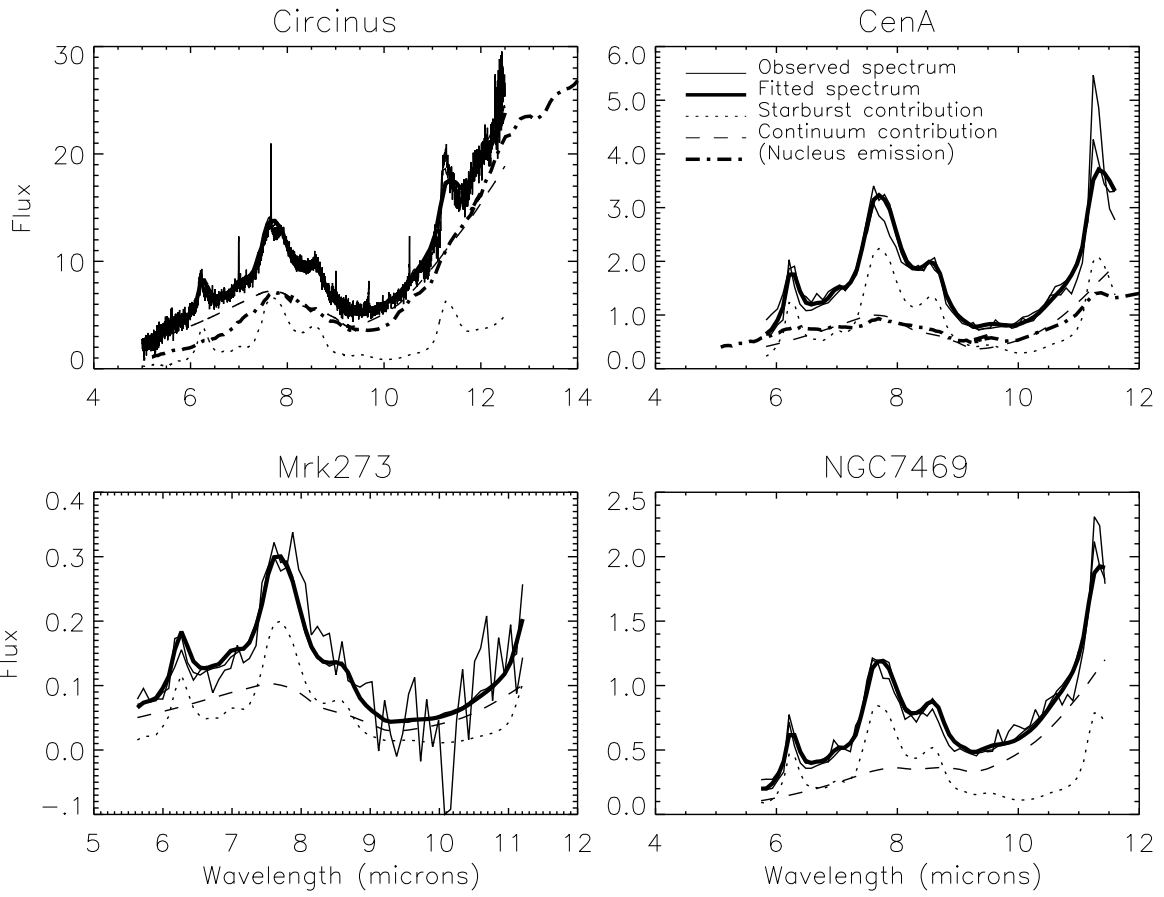 Circinus
30
20
10
0
Flux
4 6 8 10 12 14
CenA
6.0
5.0
4.0
3.0
2.0
1.0
0.0
Observed spectrum
Fitted spectrum
Starburst contribution
Continuum contribution
(Nucleus emission)
4 6 8 10 12
Mrk273
0.4
0.3
0.2
0.1
0.0
-.1
Flux
5 6 7 8 9 10 11 12
Wavelength (microns)
NGC7469
2.5
2.0
1.5
1.0
0.5
0.0
4 6 8 10 12
Wavelength (microns)